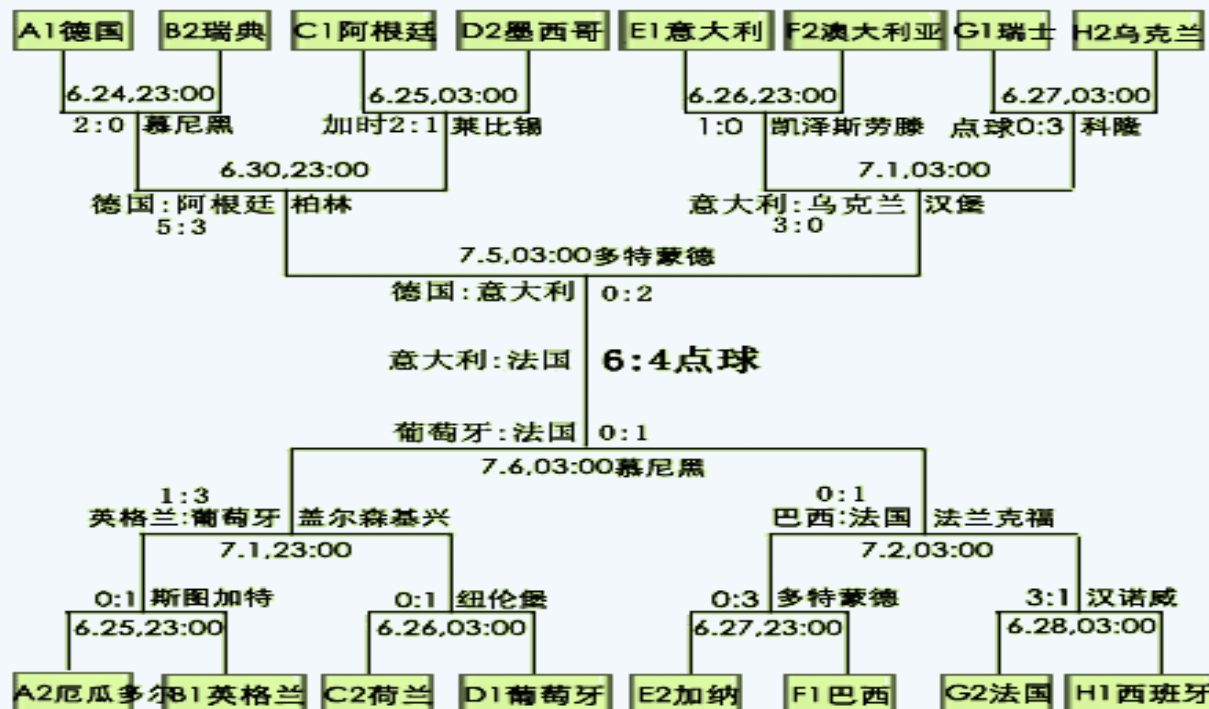 A1德国 B2瑞典 C1阿根廷 D2墨西哥 E1意大利 F2澳大利亚 G1瑞士 H2乌克兰
6.24,23:00 6.25,03:00 6.26,23:00 6.27,03:00
2:0 慕尼黑 加时2:1 莱比锡 1:0 凯泽斯劳滕 点球0:3 科隆
6.30,23:00 7.1,03:00
德国:阿根廷 柏林 意大利:乌克兰 汉堡
5:3 3:0
7.5,03:00多特蒙德
德国:意大利 0:2
意大利:法国 6:4点球
葡萄牙:法国 0:1
7.6,03:00慕尼黑
1:3 0:1
英格兰:葡萄牙 盖尔森基兴 巴西:法国 法兰克福
7.1,23:00 7.2,03:00
0:1 斯图加特 0:1 纽伦堡 0:3 多特蒙德 3:1 汉诺威
6.25,23:00 6.26,03:00 6.27,23:00 6.28,03:00
A2厄瓜多尔 B1英格兰 C2荷兰 D1葡萄牙 E2加纳 F1巴西 G2法国 H1西班牙